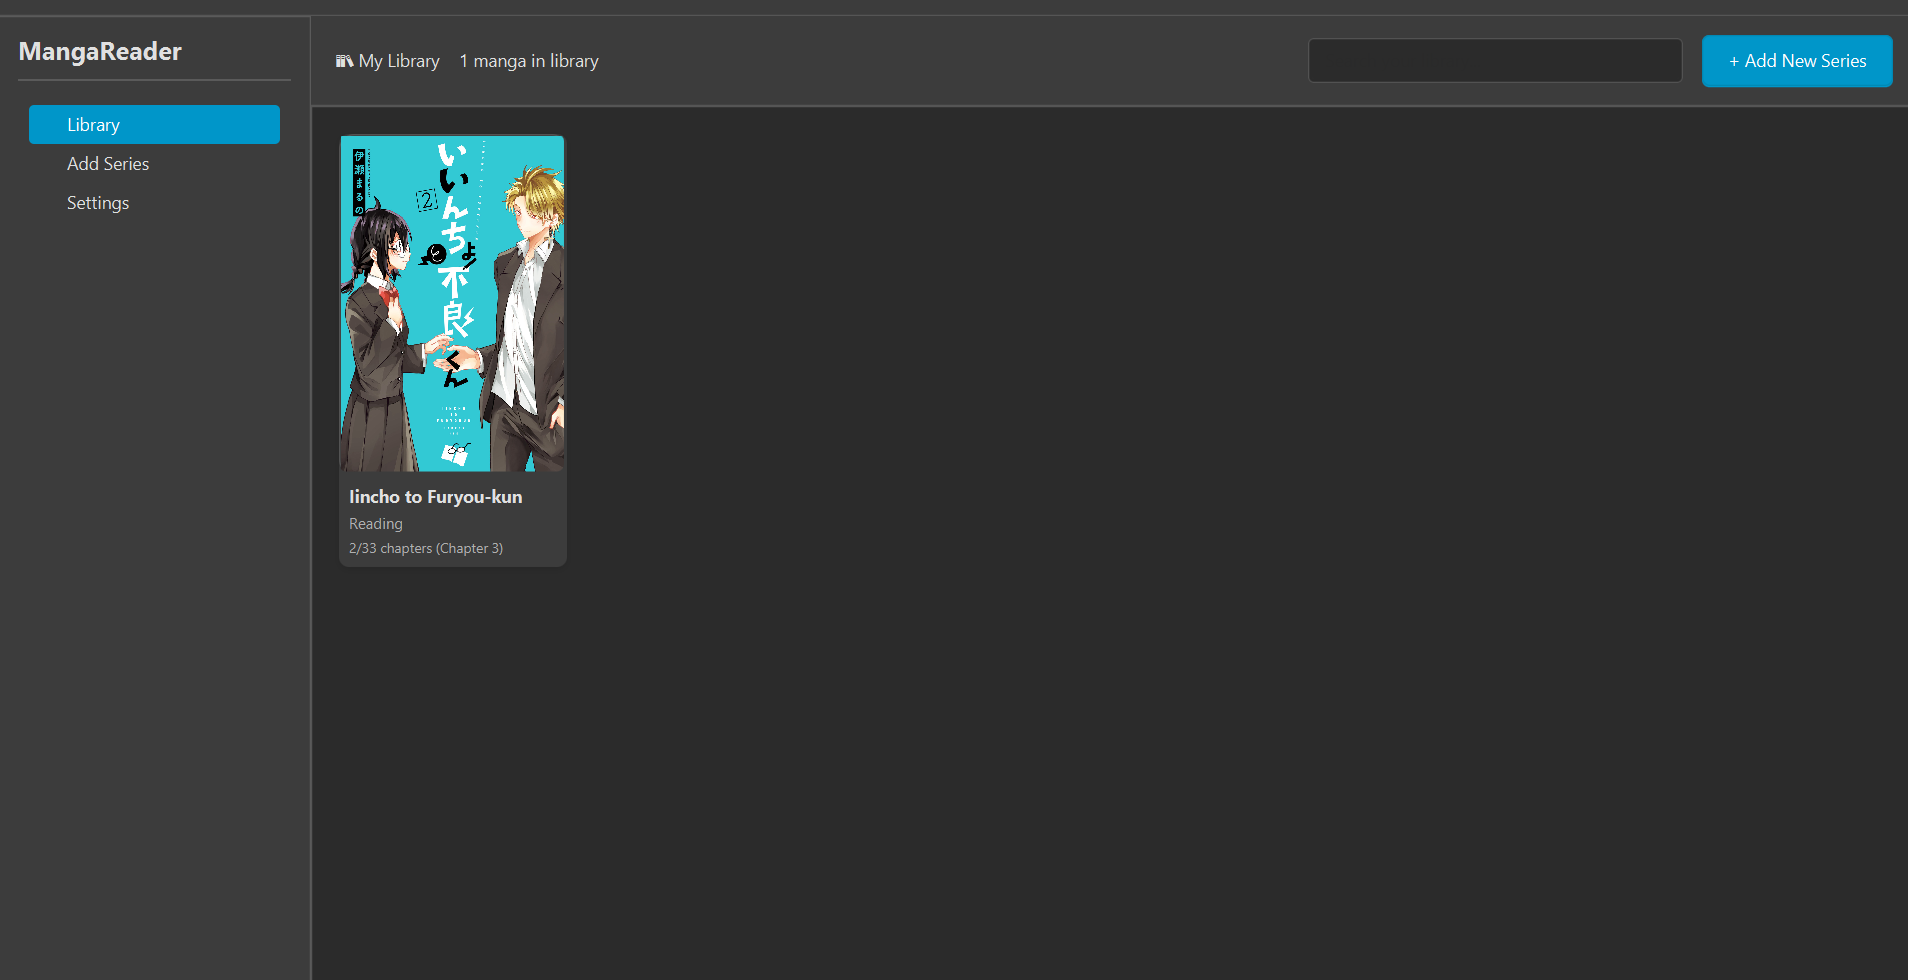 MangaReader
Library
Add Series
Settings
My Library
1 manga in library
+ Add New Series
伊瀬まるの
2
いいんちょと不良くん
Iincho to Furyou-kun
Reading
2/33 chapters (Chapter 3)